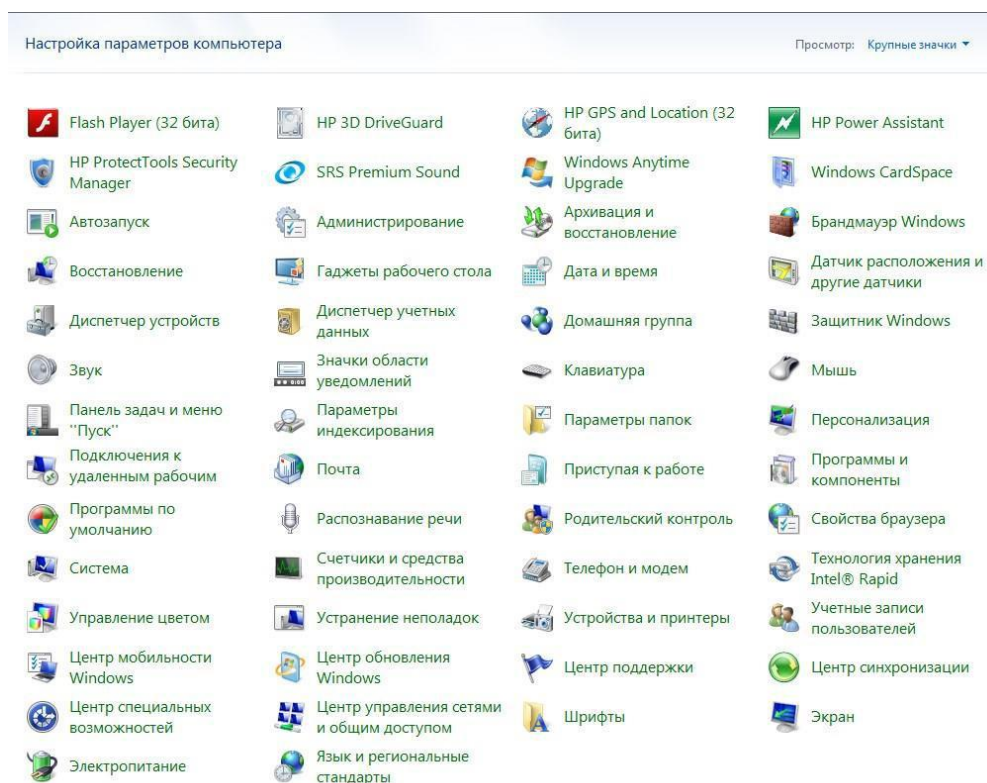 Настройка параметров компьютера
Просмотр: Крупные значки
Flash Player (32 бита)
HP 3D DriveGuard
HP GPS and Location (32
бита)
HP Power Assistant
HP ProtectTools Security
Manager
SRS Premium Sound
Windows Anytime
Upgrade
Windows CardSpace
Автозапуск
Администрирование
Архивация и
восстановление
Брандмауэр Windows
Восстановление
Гаджеты рабочего стола
Дата и время
Датчик расположения и
другие датчики
Диспетчер устройств
Диспетчер учетных
данных
Домашняя группа
Защитник Windows
Звук
Значки области
уведомлений
Клавиатура
Мышь
Панель задач и меню
''Пуск''
Параметры
индексирования
Параметры папок
Персонализация
Подключения к
удаленным рабочим
Почта
Приступая к работе
Программы и
компоненты
Программы по
умолчанию
Распознавание речи
Родительский контроль
Свойства браузера
Система
Счетчики и средства
производительности
Телефон и модем
Технология хранения
Intel® Rapid
Управление цветом
Устранение неполадок
Устройства и принтеры
Учетные записи
пользователей
Центр мобильности
Windows
Центр обновления
Windows
Центр поддержки
Центр синхронизации
Центр специальных
возможностей
Центр управления сетями
и общим доступом
Шрифты
Экран
Электропитание
Язык и региональные
стандарты